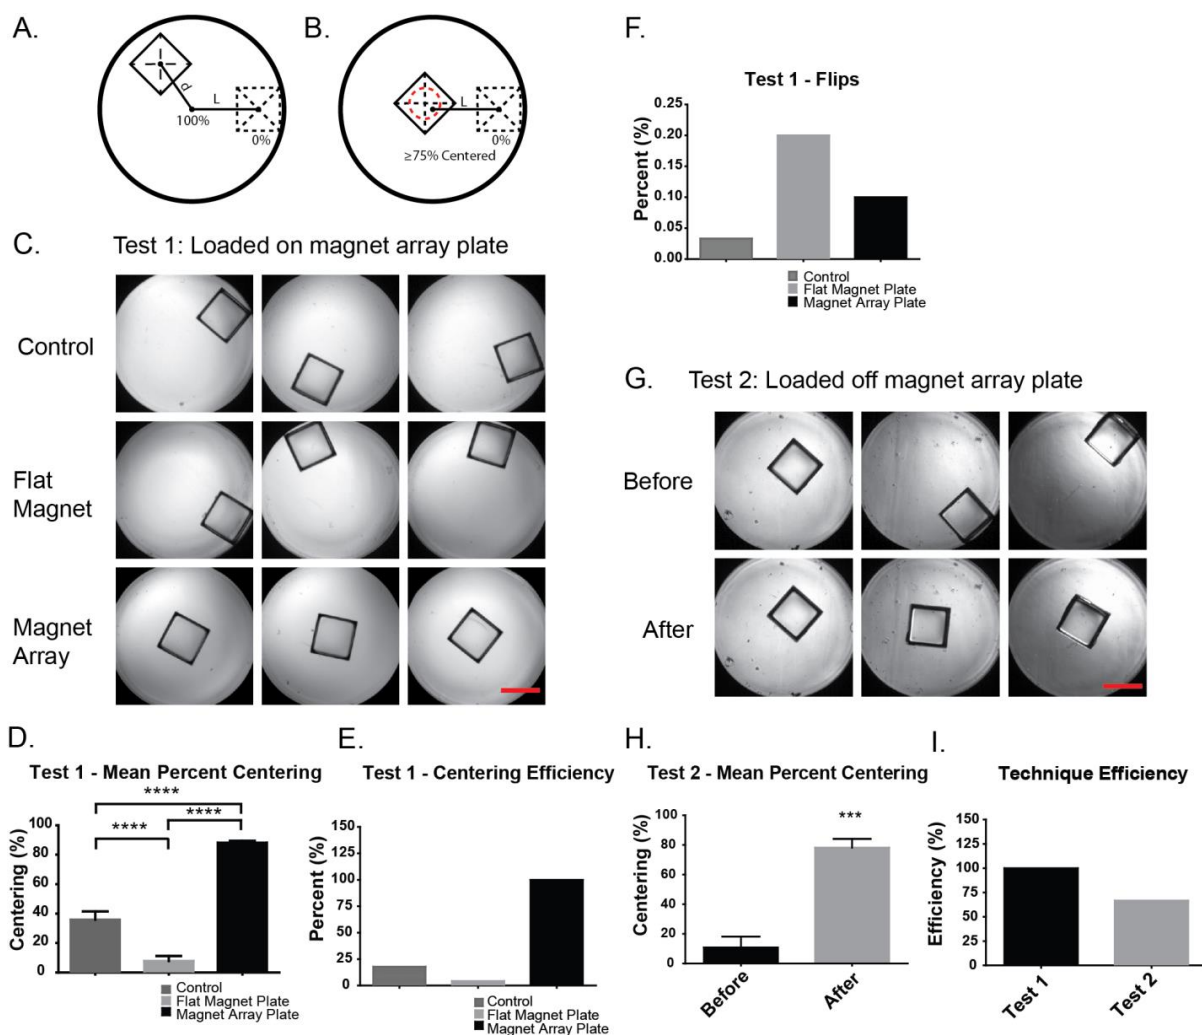 A.
d
L
100%
0%
B.
L
0%
≥75% Centered
C. Test 1: Loaded on magnet array plate
Control
Flat
Magnet
Magnet
Array
D.
Test 1 - Mean Percent Centering
****
**** ****
Centering (%)
100
80
60
40
20
0
Control
Flat Magnet Plate
Magnet Array Plate
E.
Test 1 - Centering Efficiency
Percent (%)
150
125
100
75
50
25
0
Control
Flat Magnet Plate
Magnet Array Plate
F.
Test 1 - Flips
Percent (%)
0.25
0.20
0.15
0.10
0.05
0.00
Control
Flat Magnet Plate
Magnet Array Plate
G. Test 2: Loaded off magnet array plate
Before
After
H.
Test 2 - Mean Percent Centering
***
Centering (%)
100
80
60
40
20
0
Before After
I.
Technique Efficiency
Efficiency (%)
150
125
100
75
50
25
0
Test 1 Test 2